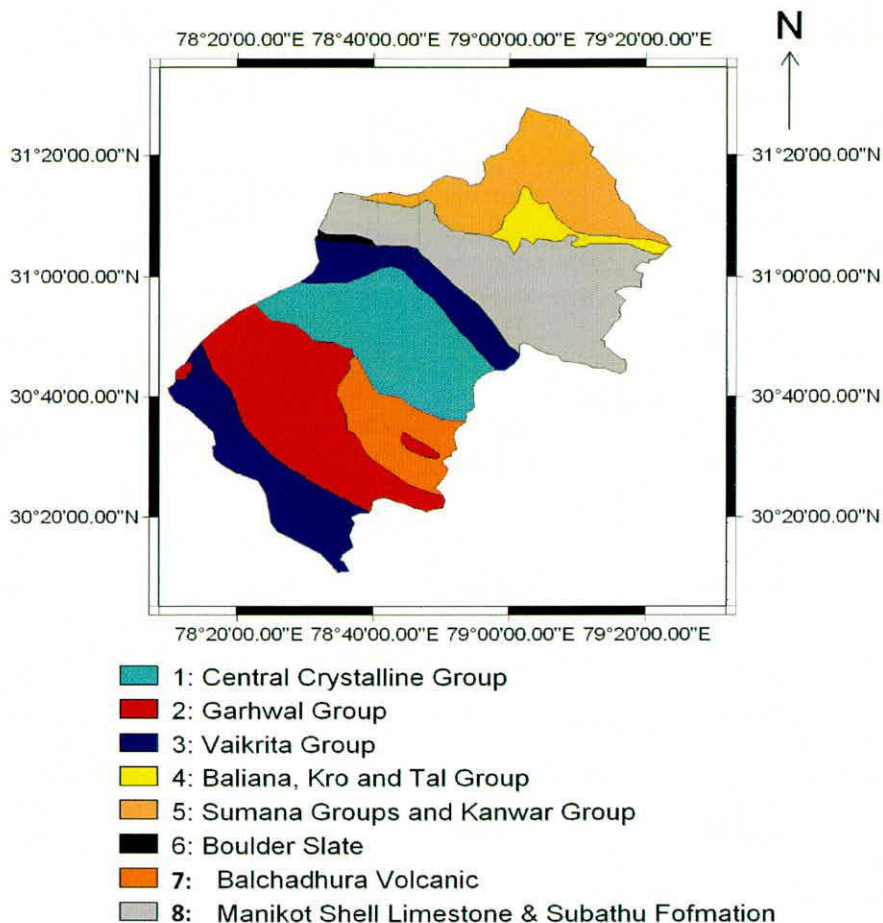 N
78°20'00.00"E 78°40'00.00"E 79°00'00.00"E 79°20'00.00"E
31°20'00.00"N 31°20'00.00"N
31°00'00.00"N 31°00'00.00"N
30°40'00.00"N 30°40'00.00"N
30°20'00.00"N 30°20'00.00"N
78°20'00.00"E 78°40'00.00"E 79°00'00.00"E 79°20'00.00"E
1: Central Crystalline Group
2: Garhwal Group
3: Vaikrita Group
4: Baliana, Kro and Tal Group
5: Sumana Groups and Kanwar Group
6: Boulder Slate
7: Balchadhura Volcanic
8: Manikot Shell Limestone & Subathu Fofmation